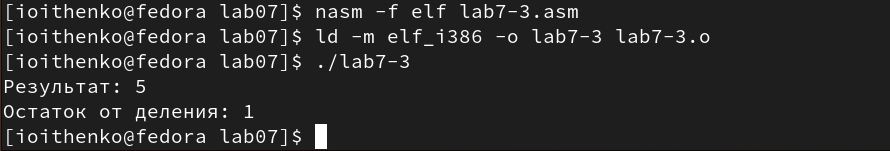 [ioithenko@fedora lab07]$ nasm -f elf lab7-3.asm
[ioithenko@fedora lab07]$ ld -m elf_i386 -o lab7-3 lab7-3.o
[ioithenko@fedora lab07]$ ./lab7-3
Результат: 5
Остаток от деления: 1
[ioithenko@fedora lab07]$